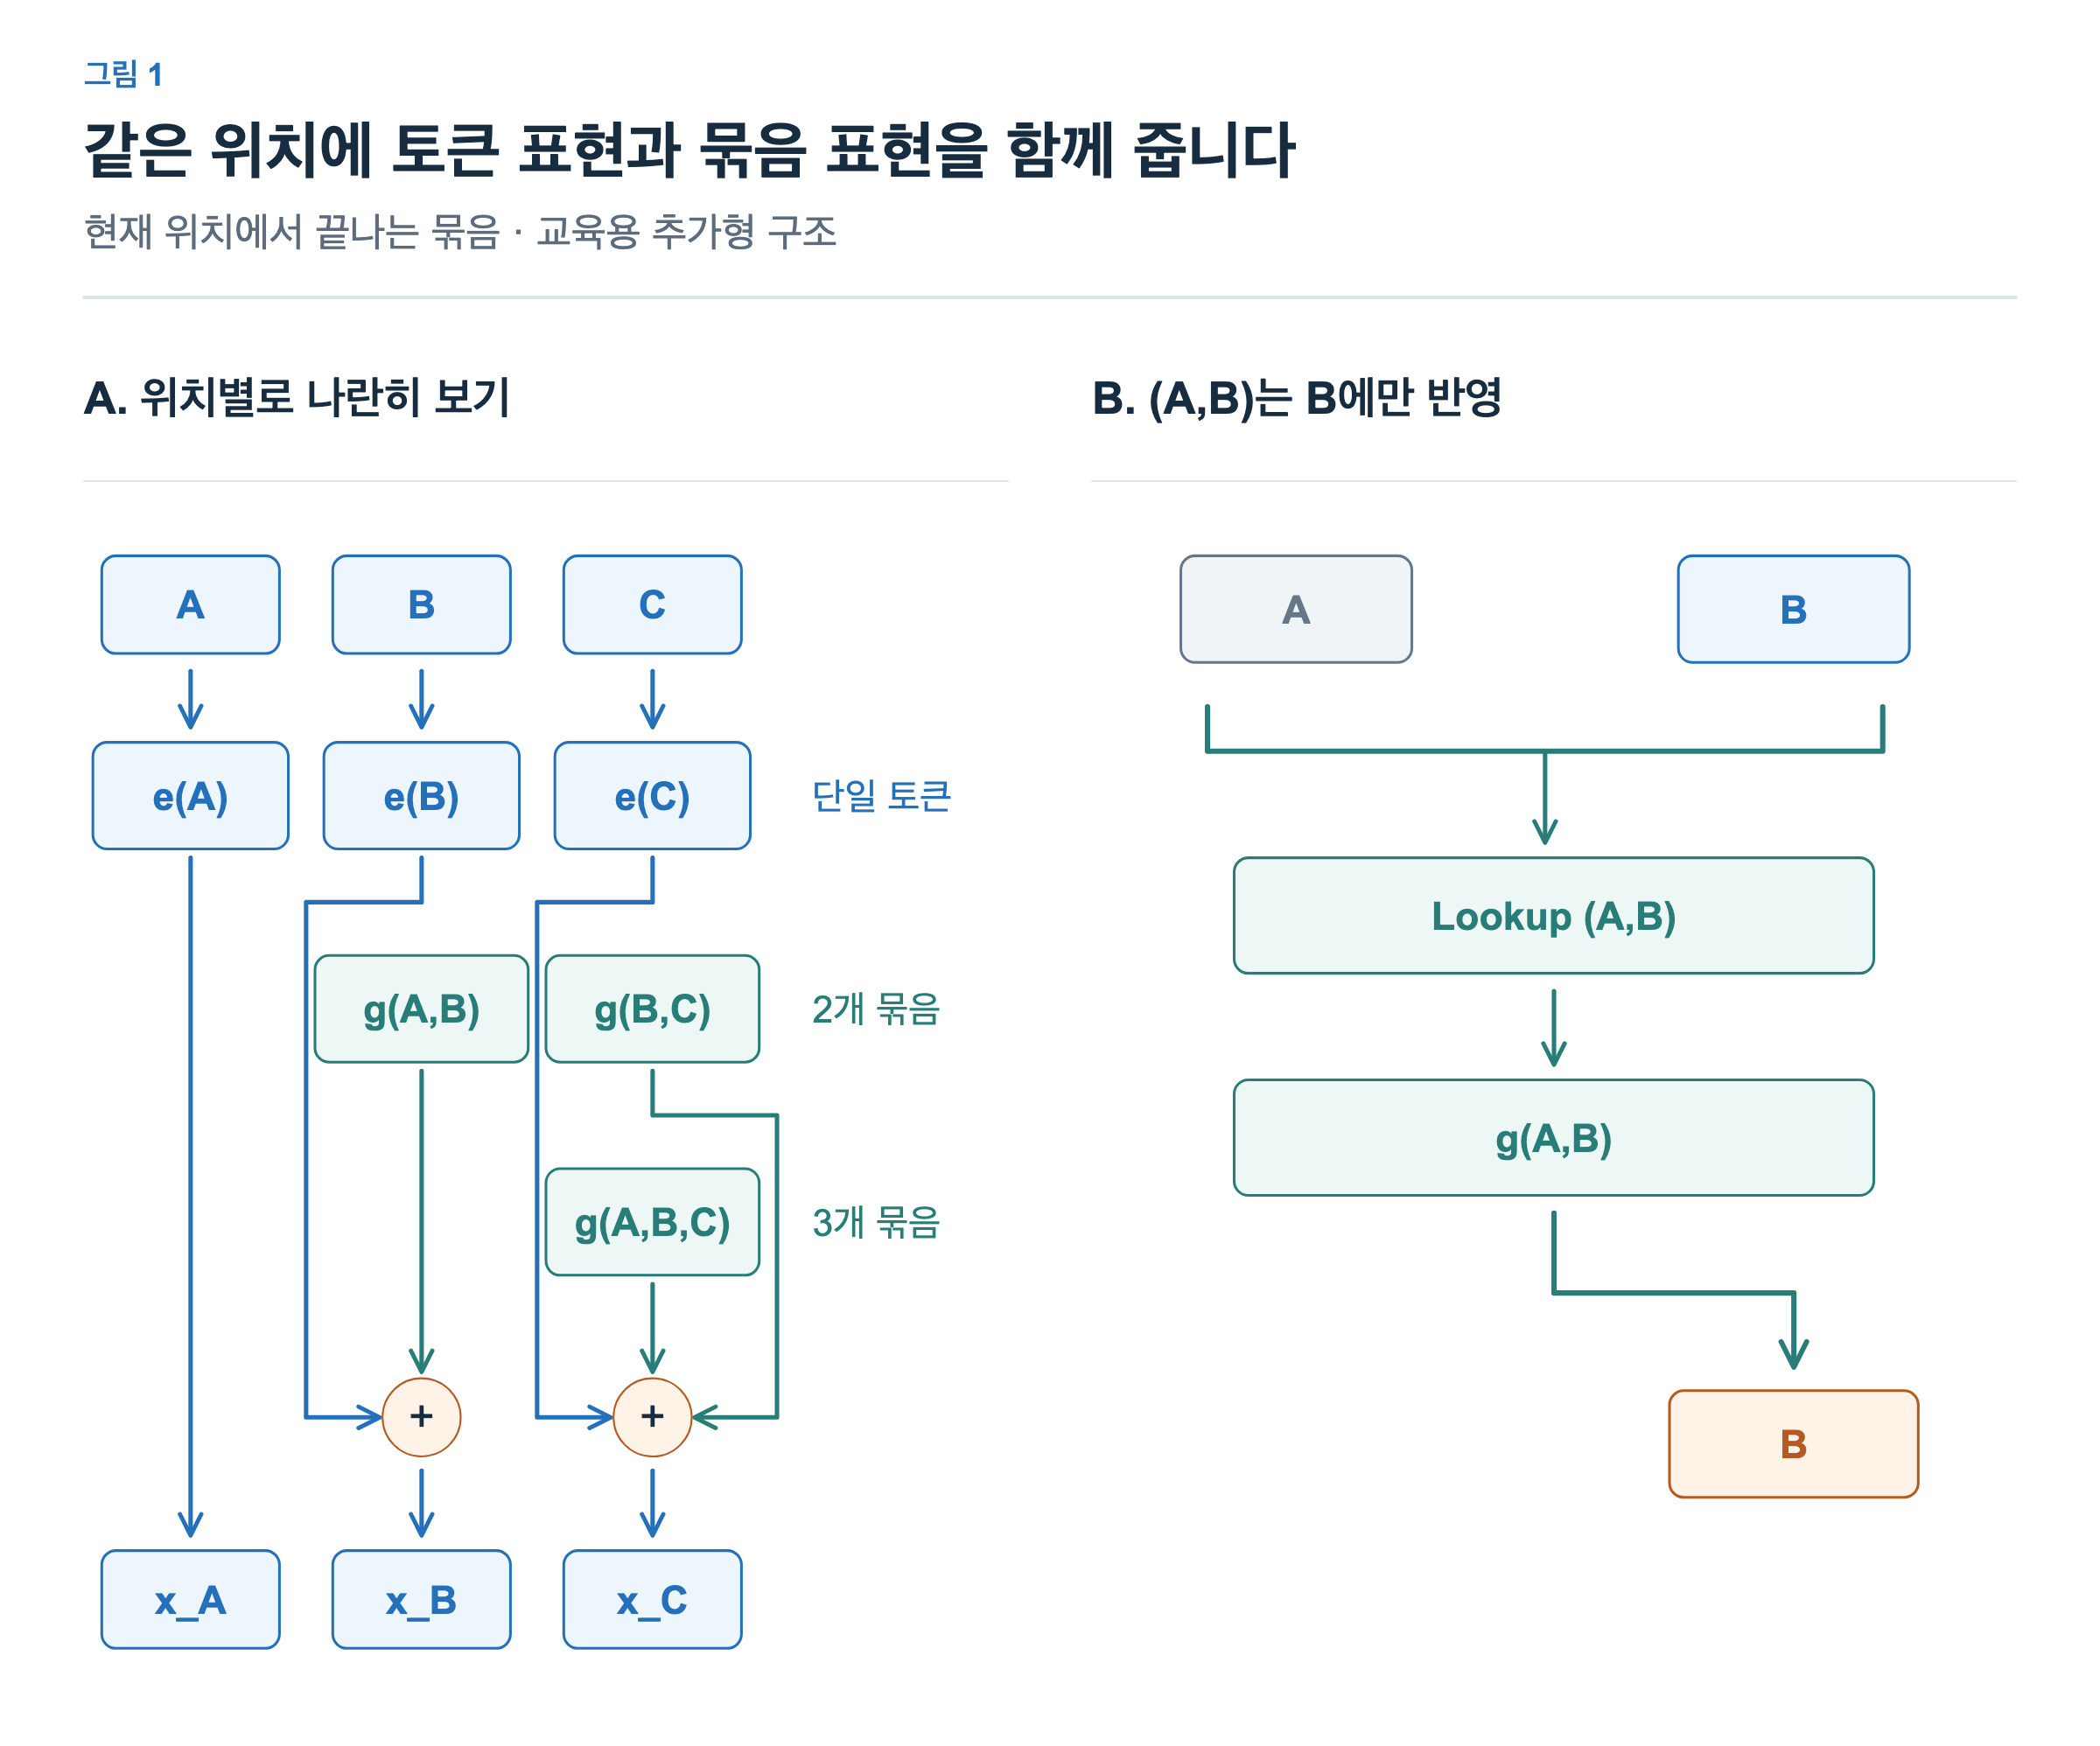 그림 1
같은 위치에 토큰 표현과 묶음 표현을 함께 줍니다
현재 위치에서 끝나는 묶음 · 교육용 추가형 구조
A. 위치별로 나란히 보기
A B C
e(A) e(B) e(C) 단일 토큰
g(A,B) g(B,C) 2개 묶음
g(A,B,C) 3개 묶음
+ +
x_A x_B x_C
B. (A,B)는 B에만 반영
A B
Lookup (A,B)
g(A,B)
B